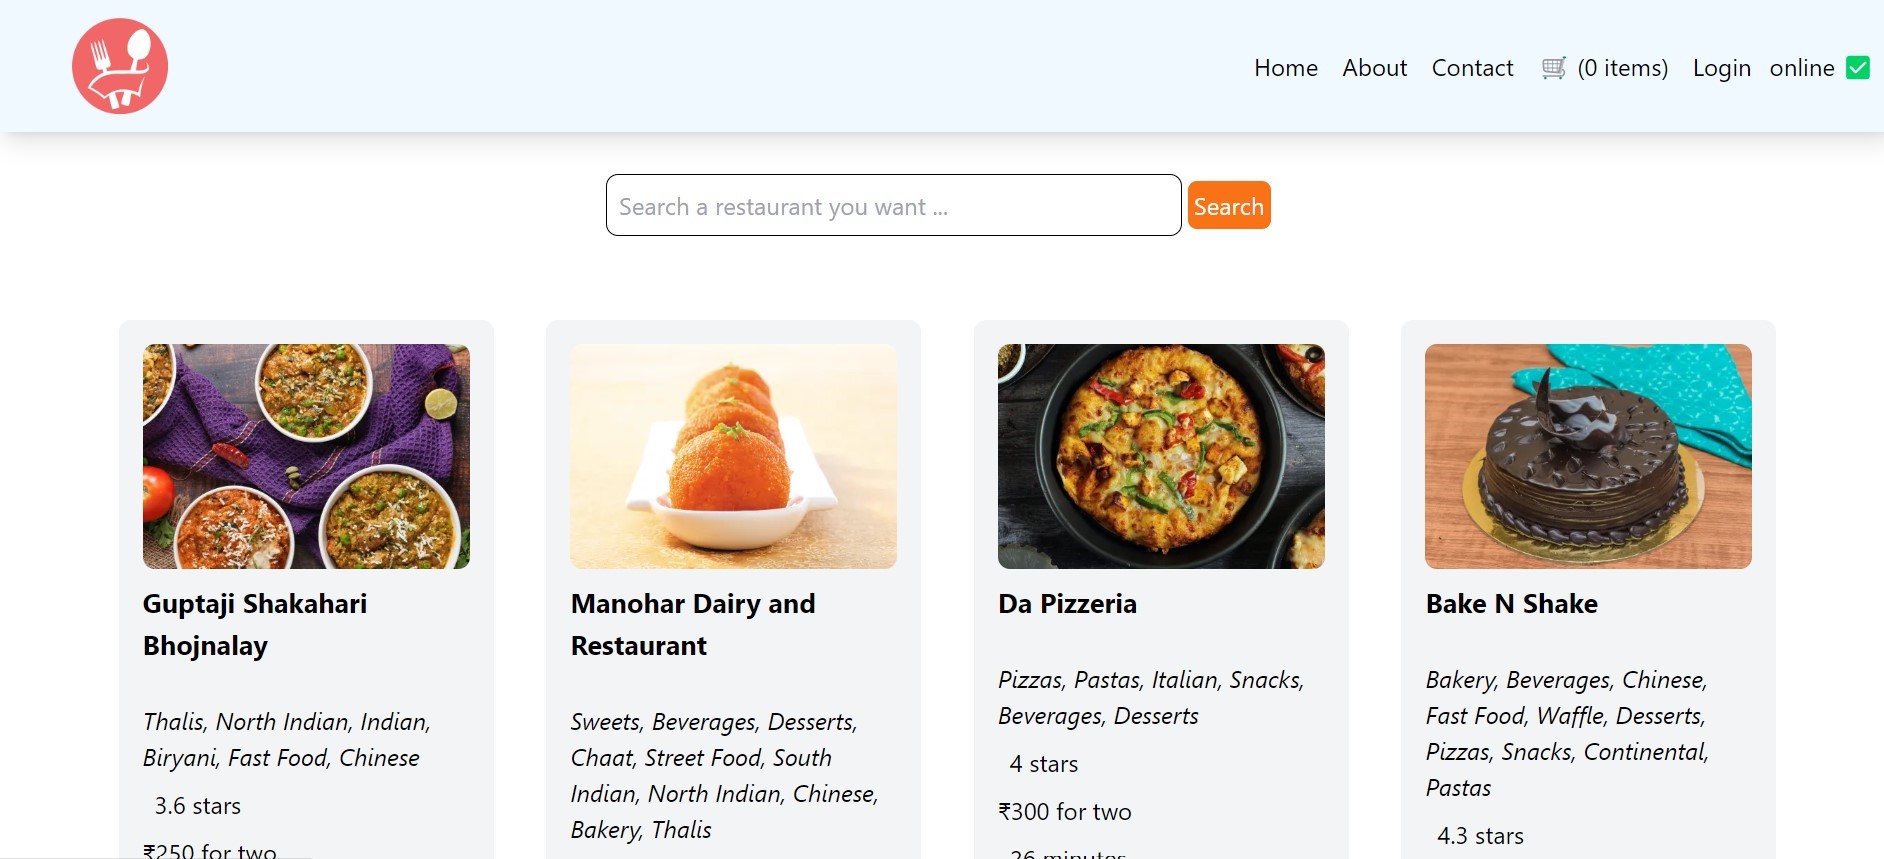 Home About Contact 🛒 (0 items) Login online ✅
Search a restaurant you want ... Search
Guptaji Shakahari
Bhojnalay
Thalis, North Indian, Indian,
Biryani, Fast Food, Chinese
3.6 stars
₹250 for two
Manohar Dairy and
Restaurant
Sweets, Beverages, Desserts,
Chaat, Street Food, South
Indian, North Indian, Chinese,
Bakery, Thalis
Da Pizzeria
Pizzas, Pastas, Italian, Snacks,
Beverages, Desserts
4 stars
₹300 for two
26 minutes
Bake N Shake
Bakery, Beverages, Chinese,
Fast Food, Waffle, Desserts,
Pizzas, Snacks, Continental,
Pastas
4.3 stars